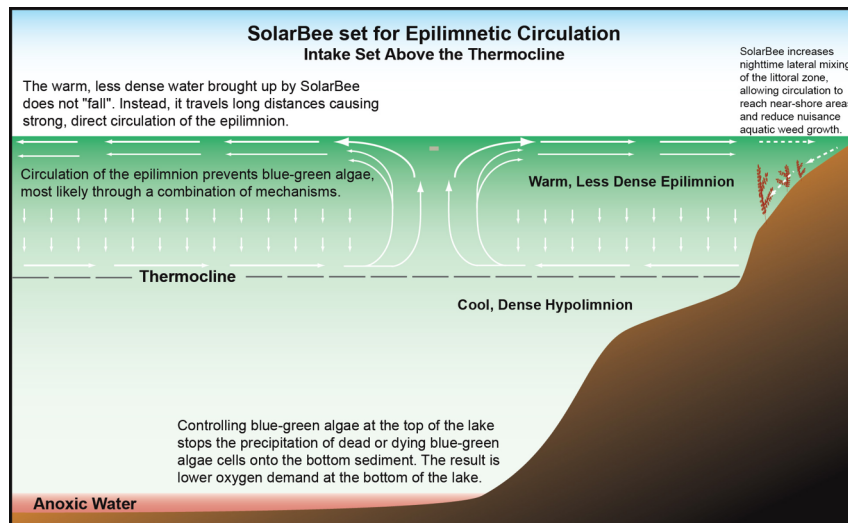 SolarBee set for Epilimnetic Circulation
Intake Set Above the Thermocline
The warm, less dense water brought up by SolarBee
does not "fall". Instead, it travels long distances causing
strong, direct circulation of the epilimnion.
SolarBee increases
nighttime lateral mixing
of the littoral zone,
allowing circulation to
reach near-shore areas
and reduce nuisance
aquatic weed growth.
Circulation of the epilimnion prevents blue-green algae,
most likely through a combination of mechanisms.
Warm, Less Dense Epilimnion
Thermocline
Cool, Dense Hypolimnion
Controlling blue-green algae at the top of the lake
stops the precipitation of dead or dying blue-green
algae cells onto the bottom sediment. The result is
lower oxygen demand at the bottom of the lake.
Anoxic Water